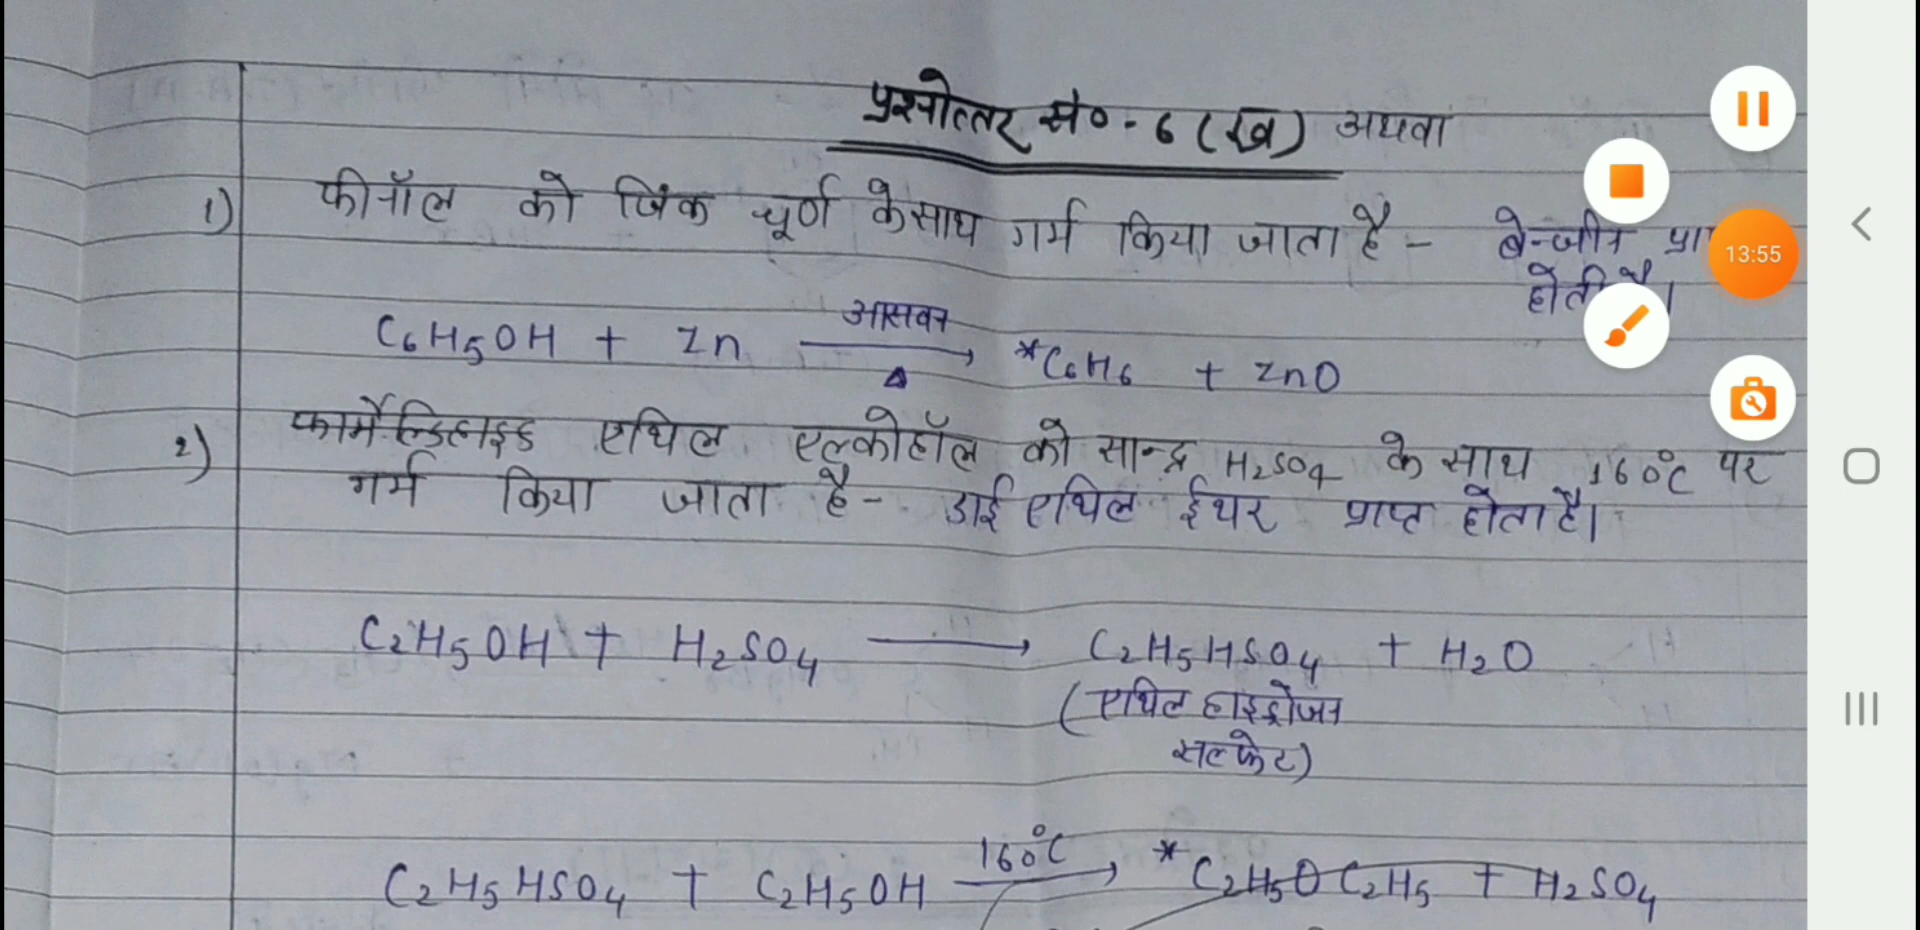 प्रश्नोत्तर सं० - 6 (ख) अथवा
1) फीनॉल को जिंक चूर्ण के साथ गर्म किया जाता है - बेन्जीन प्रा
होती है।
C₆H₅OH + Zn आसवन Δ → *C₆H₆ + ZnO
2) फार्मेल्डिहाइड एथिल एल्कोहॉल को सान्द्र H₂SO₄ के साथ 160°C पर
गर्म किया जाता है - डाई एथिल ईथर प्राप्त होता है।
C₂H₅OH + H₂SO₄ → C₂H₅HSO₄ + H₂O
(एथिल हाइड्रोजन
सल्फेट)
C₂H₅HSO₄ + C₂H₅OH 160°C → *C₂H₅OC₂H₅ + H₂SO₄
13:55